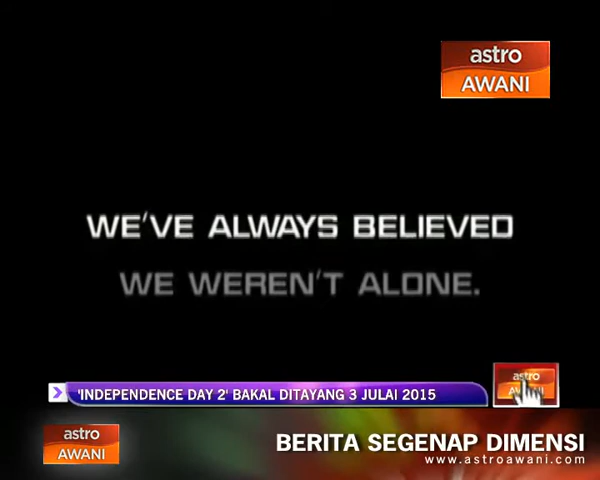 astro
AWANI
WE'VE ALWAYS BELIEVED
WE WEREN'T ALONE.
'INDEPENDENCE DAY 2' BAKAL DITAYANG 3 JULAI 2015
astro
AWANI
astro
AWANI
BERITA SEGENAP DIMENSI
www.astroawani.com